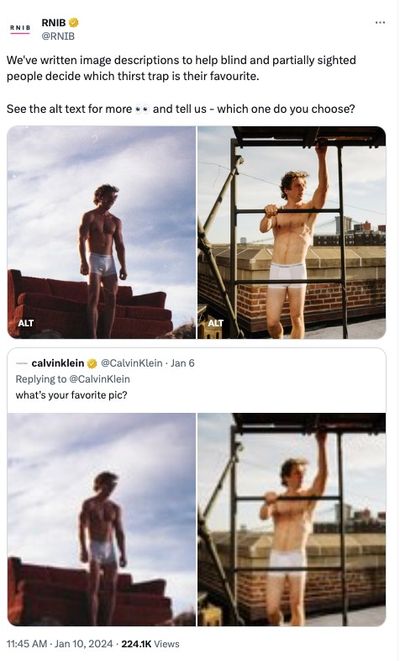 RNIB
RNIB
@RNIB
We've written image descriptions to help blind and partially sighted
people decide which thirst trap is their favourite.
See the alt text for more 👀 and tell us - which one do you choose?
ALT
ALT
calvinklein @CalvinKlein · Jan 6
Replying to @CalvinKlein
what's your favorite pic?
11:45 AM · Jan 10, 2024 · 224.1K Views